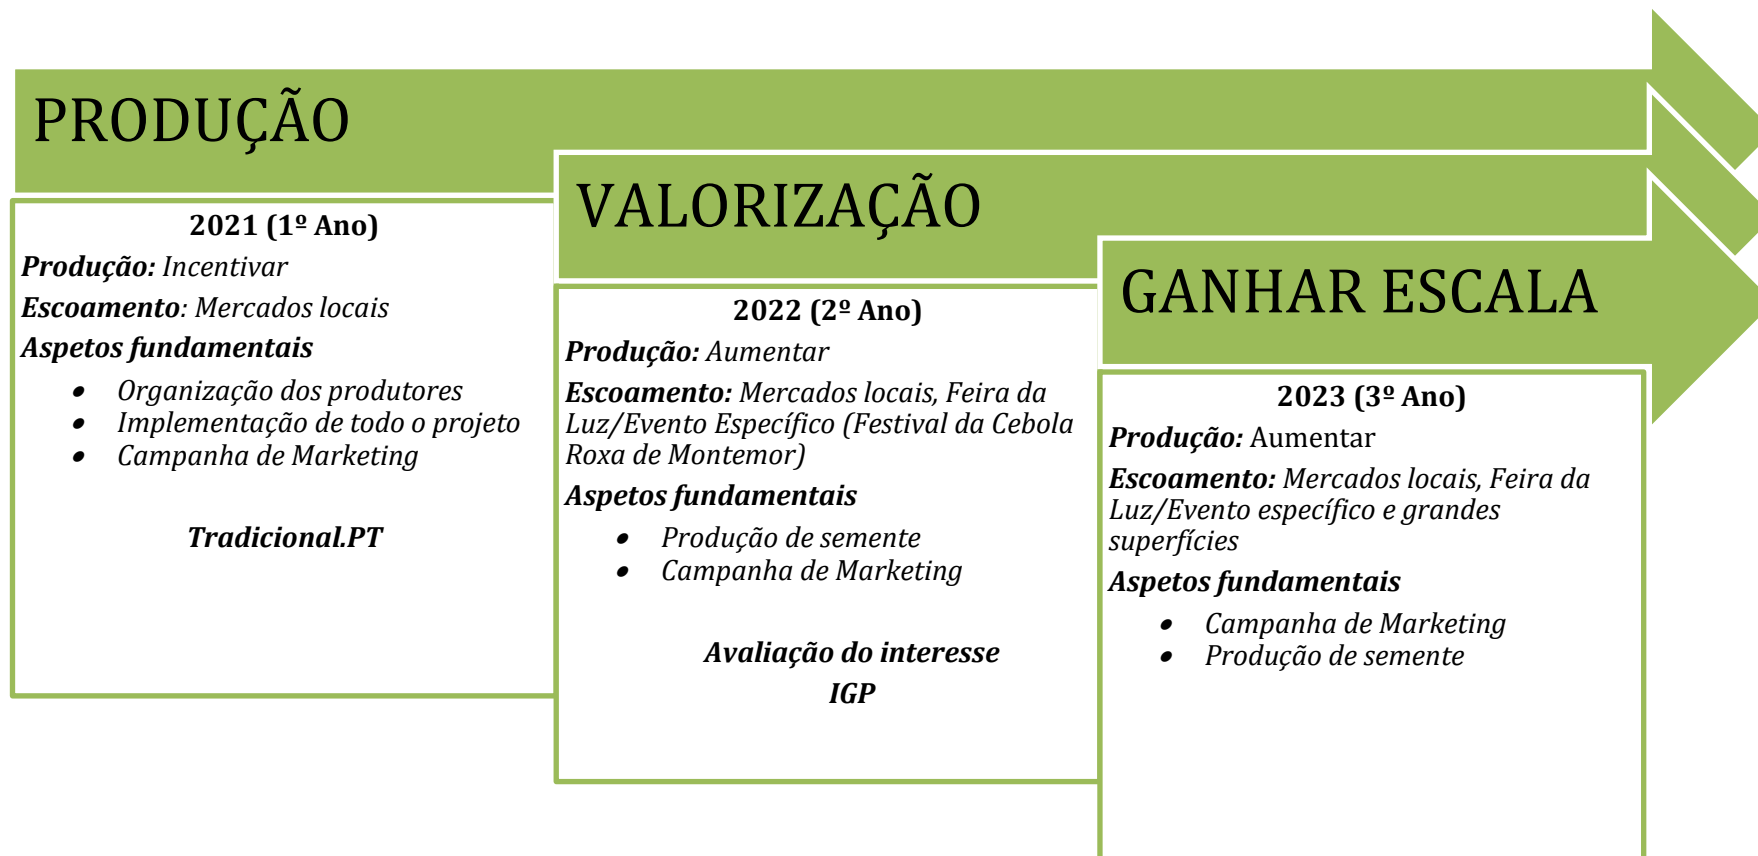 PRODUÇÃO
2021 (1º Ano)
Produção: Incentivar
Escoamento: Mercados locais
Aspetos fundamentais
• Organização dos produtores
• Implementação de todo o projeto
• Campanha de Marketing
Tradicional.PT
VALORIZAÇÃO
2022 (2º Ano)
Produção: Aumentar
Escoamento: Mercados locais, Feira da
Luz/Evento Específico (Festival da Cebola
Roxa de Montemor)
Aspetos fundamentais
• Produção de semente
• Campanha de Marketing
Avaliação do interesse
IGP
GANHAR ESCALA
2023 (3º Ano)
Produção: Aumentar
Escoamento: Mercados locais, Feira da
Luz/Evento específico e grandes
superfícies
Aspetos fundamentais
• Campanha de Marketing
• Produção de semente